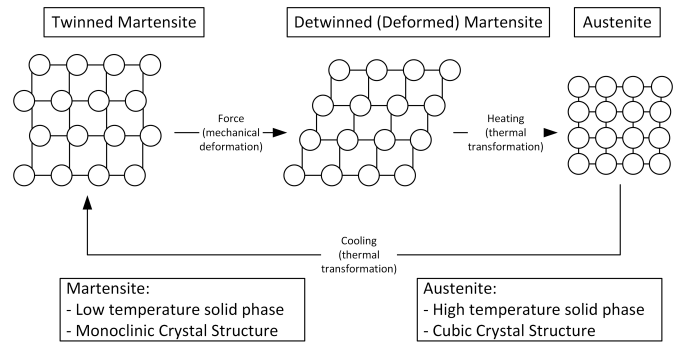 Twinned Martensite
Detwinned (Deformed) Martensite
Austenite
Force
(mechanical
deformation)
Heating
(thermal
transformation)
Cooling
(thermal
transformation)
Martensite:
- Low temperature solid phase
- Monoclinic Crystal Structure
Austenite:
- High temperature solid phase
- Cubic Crystal Structure